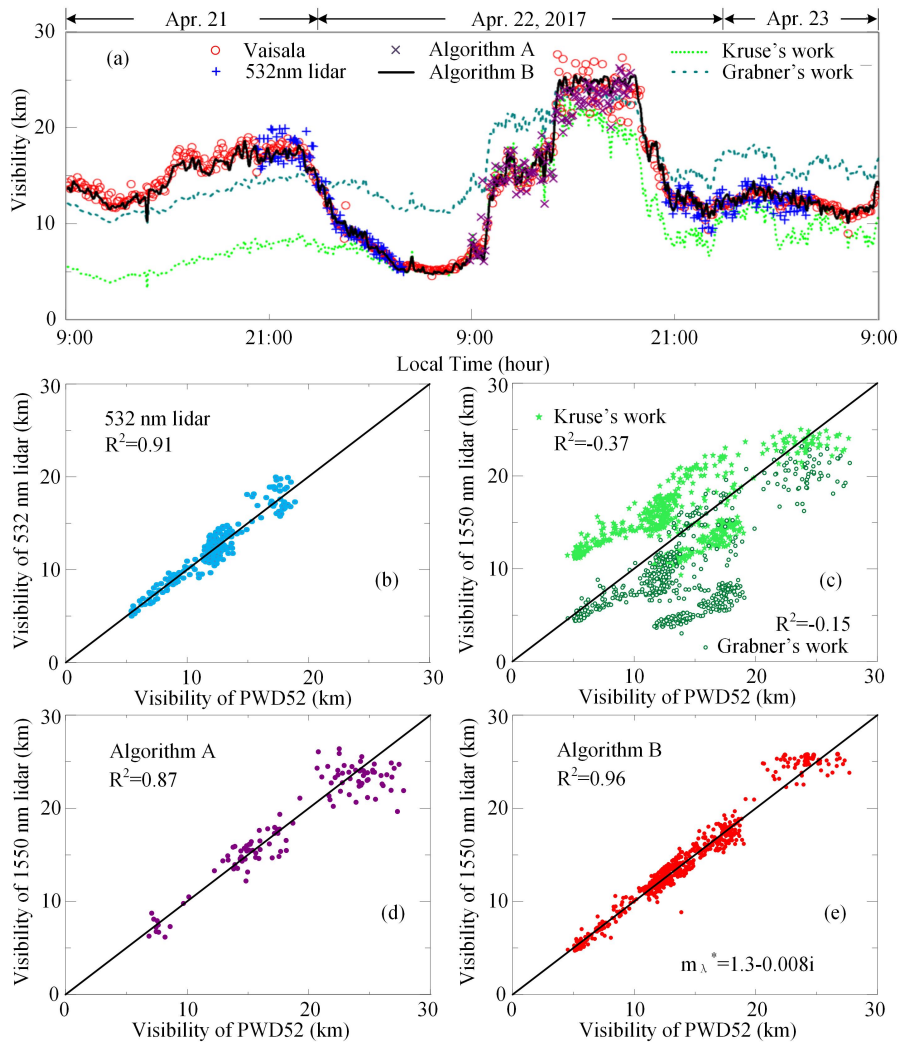 Apr. 21 Apr. 22, 2017 Apr. 23
30
(a) Vaisala Algorithm A Kruse's work
532nm lidar Algorithm B Grabner's work
20
Visibility (km)
10
0
9:00 21:00 9:00 21:00 9:00
Local Time (hour)
30
532 nm lidar
R²=0.91
20
Visibility of 532 nm lidar (km)
10
(b)
0
0 10 20 30
Visibility of PWD52 (km)
30
Kruse's work
R²=-0.37
20
Visibility of 1550 nm lidar (km)
10
(c)
R²=-0.15
Grabner's work
0
0 10 20 30
Visibility of PWD52 (km)
30
Algorithm A
R²=0.87
20
Visibility of 1550 nm lidar (km)
10
(d)
0
0 10 20 30
Visibility of PWD52 (km)
30
Algorithm B
R²=0.96
20
Visibility of 1550 nm lidar (km)
10
(e)
m λ *=1.3-0.008i
0
0 10 20 30
Visibility of PWD52 (km)